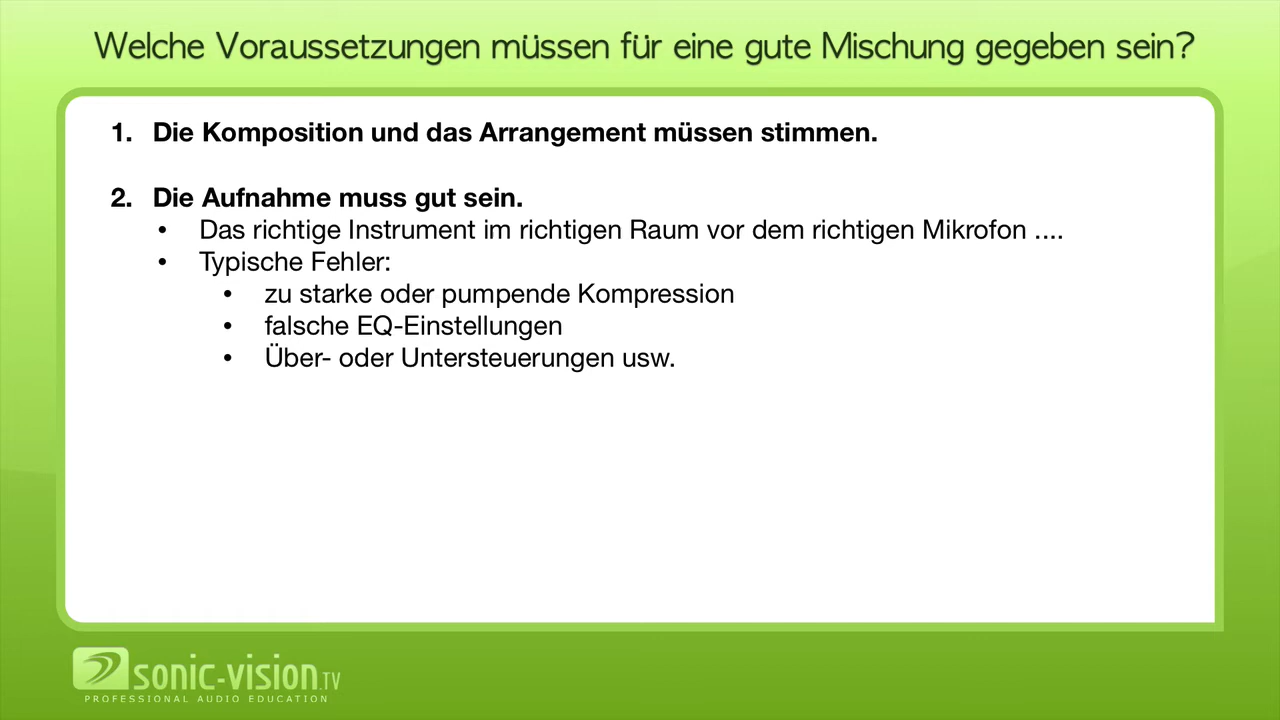 Welche Voraussetzungen müssen für eine gute Mischung gegeben sein?
1. Die Komposition und das Arrangement müssen stimmen.
2. Die Aufnahme muss gut sein.
• Das richtige Instrument im richtigen Raum vor dem richtigen Mikrofon ....
• Typische Fehler:
• zu starke oder pumpende Kompression
• falsche EQ-Einstellungen
• Über- oder Untersteuerungen usw.
sonic-vision.TV
PROFESSIONAL AUDIO EDUCATION